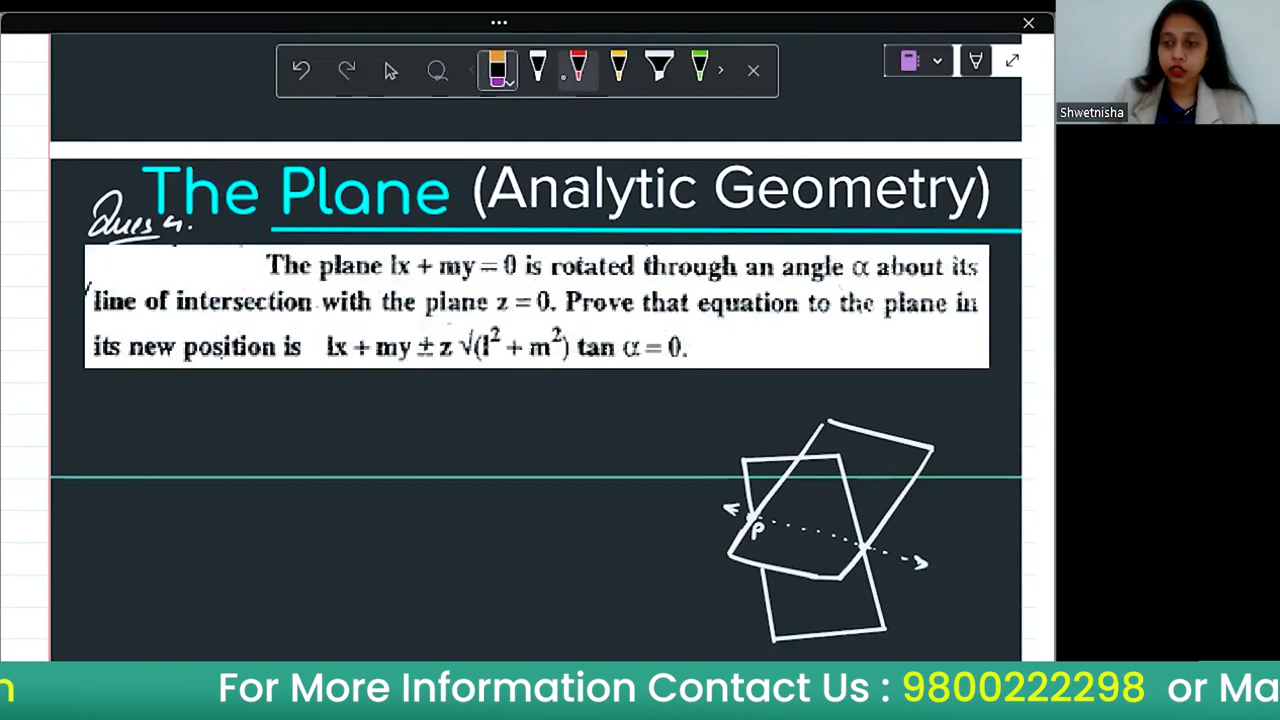 Shwetnisha
The Plane (Analytic Geometry)
Ques 4.
The plane lx + my = 0 is rotated through an angle α about its
line of intersection with the plane z = 0. Prove that equation to the plane in
its new position is lx + my ± z √(l² + m²) tan α = 0.
P
n For More Information Contact Us : 9800222298 or Ma